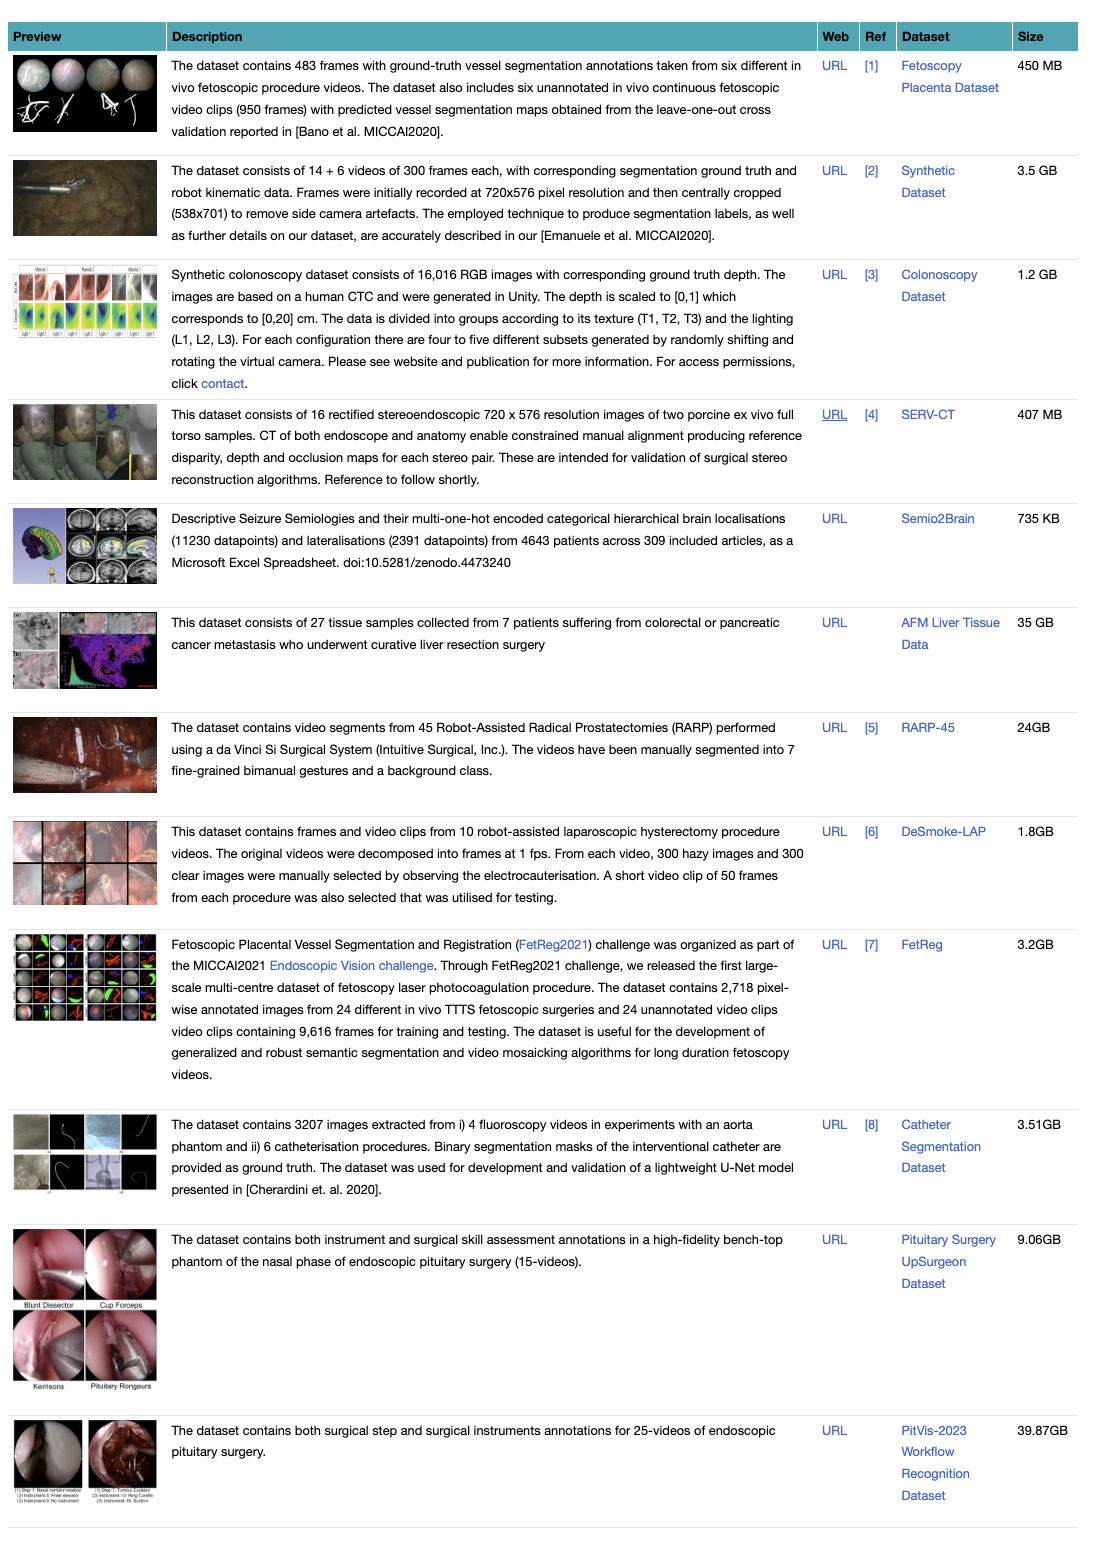 Preview Description Web Ref Dataset Size
The dataset contains 483 frames with ground-truth vessel segmentation annotations taken from six different in URL [1] Fetoscopy 450 MB
vivo fetoscopic procedure videos. The dataset also includes six unannotated in vivo continuous fetoscopic Placenta Dataset
video clips (950 frames) with predicted vessel segmentation maps obtained from the leave-one-out cross
validation reported in [Bano et al. MICCAI2020].
The dataset consists of 14 + 6 videos of 300 frames each, with corresponding segmentation ground truth and URL [2] Synthetic 3.5 GB
robot kinematic data. Frames were initially recorded at 720x576 pixel resolution and then centrally cropped Dataset
(538x701) to remove side camera artefacts. The employed technique to produce segmentation labels, as well
as further details on our dataset, are accurately described in our [Emanuele et al. MICCAI2020].
Synthetic colonoscopy dataset consists of 16,016 RGB images with corresponding ground truth depth. The URL [3] Colonoscopy 1.2 GB
images are based on a human CTC and were generated in Unity. The depth is scaled to [0,1] which Dataset
corresponds to [0,20] cm. The data is divided into groups according to its texture (T1, T2, T3) and the lighting
(L1, L2, L3). For each configuration there are four to five different subsets generated by randomly shifting and
rotating the virtual camera. Please see website and publication for more information. For access permissions,
click contact.
This dataset consists of 16 rectified stereoendoscopic 720 x 576 resolution images of two porcine ex vivo full URL [4] SERV-CT 407 MB
torso samples. CT of both endoscope and anatomy enable constrained manual alignment producing reference
disparity, depth and occlusion maps for each stereo pair. These are intended for validation of surgical stereo
reconstruction algorithms. Reference to follow shortly.
Descriptive Seizure Semiologies and their multi-one-hot encoded categorical hierarchical brain localisations URL Semio2Brain 735 KB
(11230 datapoints) and lateralisations (2391 datapoints) from 4643 patients across 309 included articles, as a
Microsoft Excel Spreadsheet. doi:10.5281/zenodo.4473240
This dataset consists of 27 tissue samples collected from 7 patients suffering from colorectal or pancreatic URL AFM Liver Tissue 35 GB
cancer metastasis who underwent curative liver resection surgery Data
The dataset contains video segments from 45 Robot-Assisted Radical Prostatectomies (RARP) performed URL [5] RARP-45 24GB
using a da Vinci Si Surgical System (Intuitive Surgical, Inc.). The videos have been manually segmented into 7
fine-grained bimanual gestures and a background class.
This dataset contains frames and video clips from 10 robot-assisted laparoscopic hysterectomy procedure URL [6] DeSmoke-LAP 1.8GB
videos. The original videos were decomposed into frames at 1 fps. From each video, 300 hazy images and 300
clear images were manually selected by observing the electrocauterisation. A short video clip of 50 frames
from each procedure was also selected that was utilised for testing.
Fetoscopic Placental Vessel Segmentation and Registration (FetReg2021) challenge was organized as part of URL [7] FetReg 3.2GB
the MICCAI2021 Endoscopic Vision challenge. Through FetReg2021 challenge, we released the first large-
scale multi-centre dataset of fetoscopy laser photocoagulation procedure. The dataset contains 2,718 pixel-
wise annotated images from 24 different in vivo TTTS fetoscopic surgeries and 24 unannotated video clips
video clips containing 9,616 frames for training and testing. The dataset is useful for the development of
generalized and robust semantic segmentation and video mosaicking algorithms for long duration fetoscopy
videos.
The dataset contains 3207 images extracted from i) 4 fluoroscopy videos in experiments with an aorta URL [8] Catheter 3.51GB
phantom and ii) 6 catheterisation procedures. Binary segmentation masks of the interventional catheter are Segmentation
provided as ground truth. The dataset was used for development and validation of a lightweight U-Net model Dataset
presented in [Cherardini et. al. 2020].
The dataset contains both instrument and surgical skill assessment annotations in a high-fidelity bench-top URL Pituitary Surgery 9.06GB
phantom of the nasal phase of endoscopic pituitary surgery (15-videos). UpSurgeon
Dataset
Blunt Dissector Cup Forceps
Kerrisons Pituitary Rongeurs
The dataset contains both surgical step and surgical instruments annotations for 25-videos of endoscopic URL PitVis-2023 39.87GB
pituitary surgery. Workflow
Recognition
Dataset